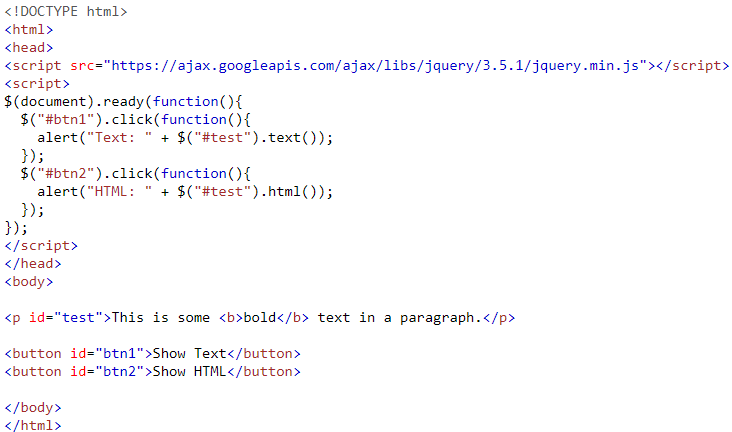 <!DOCTYPE html>
<html>
<head>
<script src="https://ajax.googleapis.com/ajax/libs/jquery/3.5.1/jquery.min.js"></script>
<script>
$(document).ready(function(){
  $("#btn1").click(function(){
    alert("Text: " + $("#test").text());
  });
  $("#btn2").click(function(){
    alert("HTML: " + $("#test").html());
  });
});
</script>
</head>
<body>

<p id="test">This is some <b>bold</b> text in a paragraph.</p>

<button id="btn1">Show Text</button>
<button id="btn2">Show HTML</button>

</body>
</html>